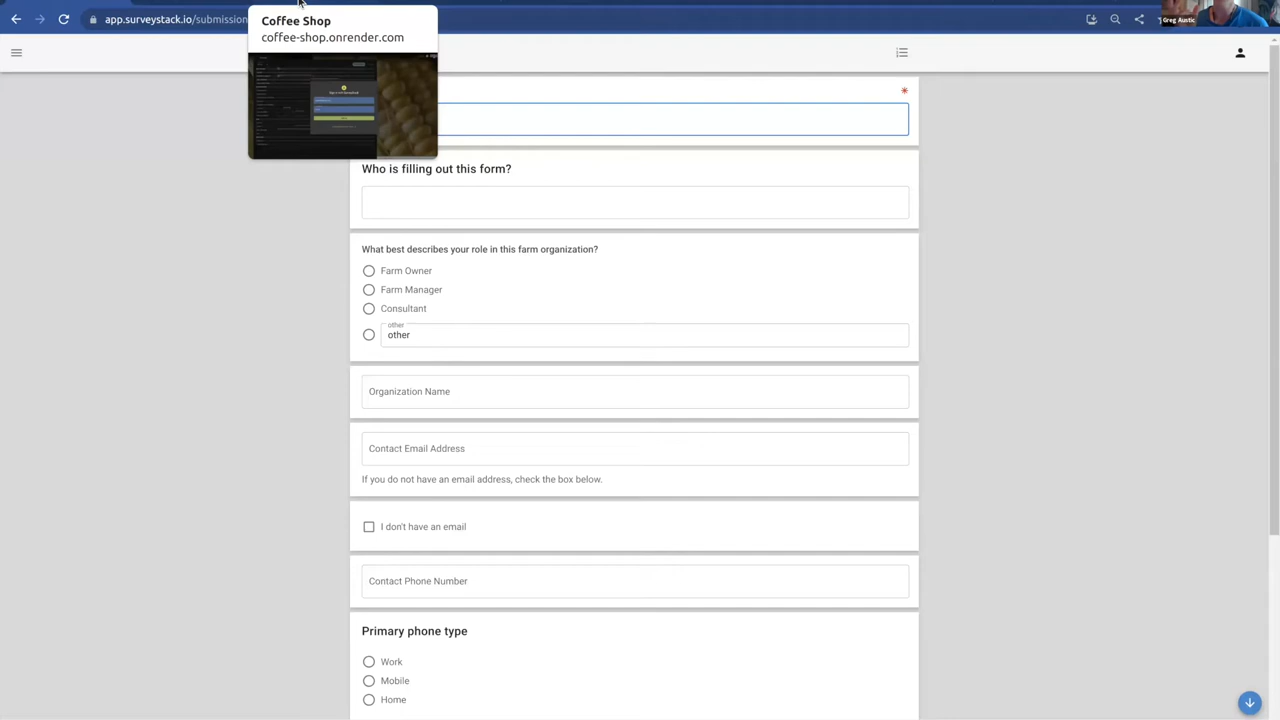 app.surveystack.io/submissio
Coffee Shop
coffee-shop.onrender.com
Greg Austic
Who is filling out this form?
What best describes your role in this farm organization?
Farm Owner
Farm Manager
Consultant
other
other
Organization Name
Contact Email Address
If you do not have an email address, check the box below.
I don't have an email
Contact Phone Number
Primary phone type
Work
Mobile
Home